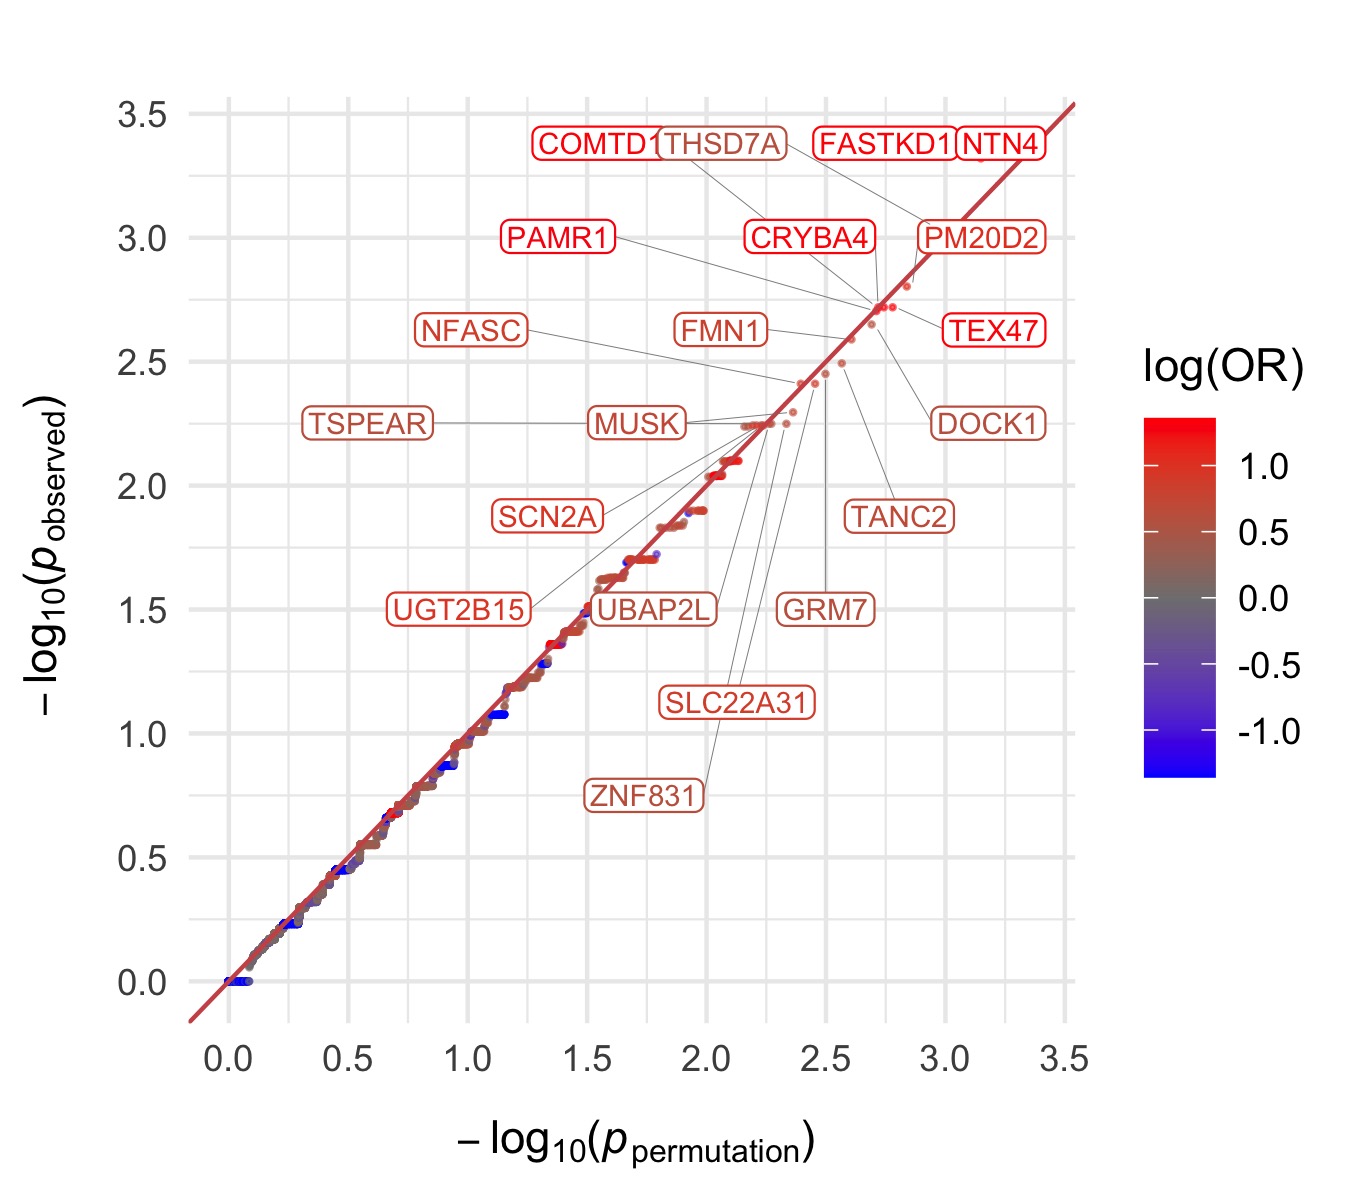 3.5
COMTD1 THSD7A FASTKD1 NTN4
3.0
PAMR1 CRYBA4 PM20D2
NFASC FMN1 TEX47
2.5
TSPEAR MUSK DOCK1
2.0
SCN2A TANC2
1.5
UGT2B15 UBAP2L GRM7
SLC22A31
1.0
ZNF831
0.5
0.0
0.0 0.5 1.0 1.5 2.0 2.5 3.0 3.5
− log10(ppermutation)
− log10(pobserved)
log(OR)
1.0
0.5
0.0
-0.5
-1.0